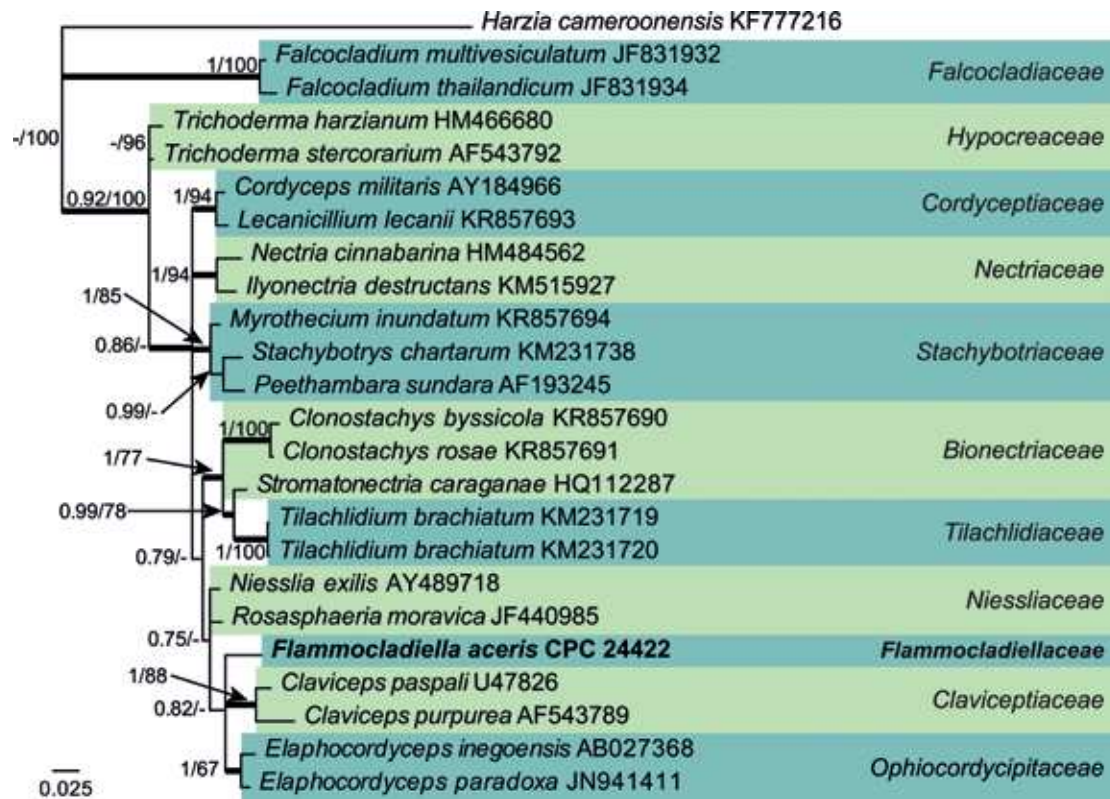 Harzia cameroonensis KF777216
1/100
Falcocladium multivesiculatum JF831932
Falcocladiaceae
Falcocladium thailandicum JF831934
-/100
-/96
Trichoderma harzianum HM466680
Hypocreaceae
Trichoderma stercorarium AF543792
0.92/100
1/94
Cordyceps militaris AY184966
Cordyceptiaceae
Lecanicillium lecanii KR857693
Nectria cinnabarina HM484562
Nectriaceae
1/94
Ilyonectria destructans KM515927
1/85
Myrothecium inundatum KR857694
0.86/-
Stachybotrys chartarum KM231738
Stachybotriaceae
Peethambara sundara AF193245
0.99/-
Clonostachys byssicola KR857690
1/100
Bionectriaceae
Clonostachys rosae KR857691
1/77
Stromatonectria caraganae HQ112287
0.99/78
Tilachlidium brachiatum KM231719
Tilachlidiaceae
1/100
Tilachlidium brachiatum KM231720
0.79/-
Niesslia exilis AY489718
Niessliaceae
Rosasphaeria moravica JF440985
0.75/-
Flammocladiella aceris CPC 24422
Flammocladiellaceae
1/88
Claviceps paspali U47826
Claviceptiaceae
0.82/-
Claviceps purpurea AF543789
Elaphocordyceps inegoensis AB027368
Ophiocordycipitaceae
1/67
Elaphocordyceps paradoxa JN941411
0.025